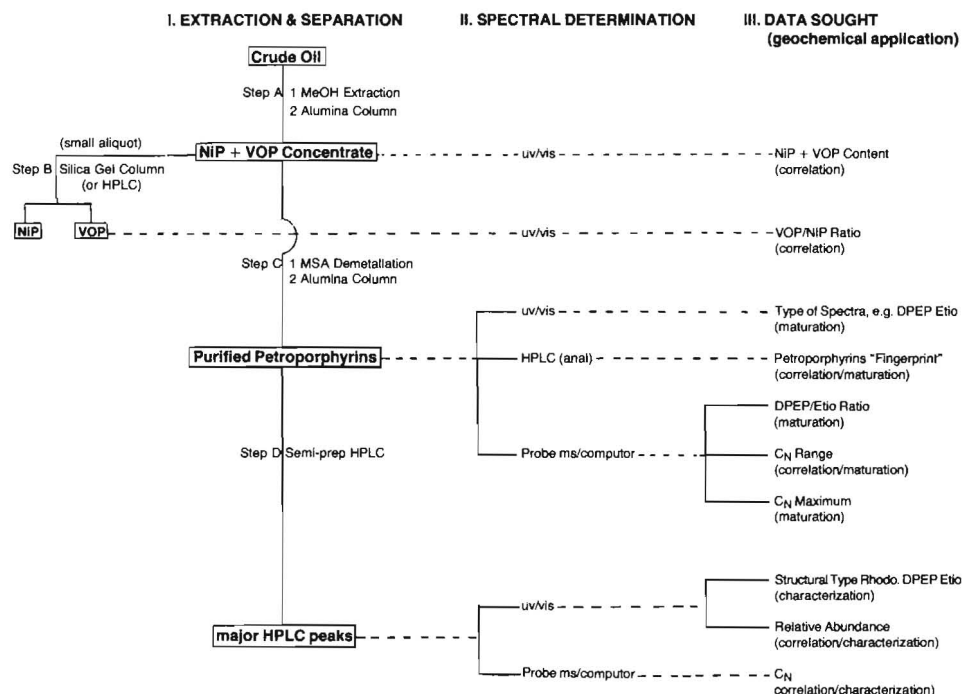 I. EXTRACTION & SEPARATION
II. SPECTRAL DETERMINATION
III. DATA SOUGHT
(geochemical application)
Crude Oil
Step A 1 MeOH Extraction
2 Alumina Column
(small aliquot)
NiP + VOP Concentrate
uv/vis
NiP + VOP Content
(correlation)
Step B Silica Gel Column
(or HPLC)
NiP
VOP
uv/vis
VOP/NiP Ratio
(correlation)
Step C 1 MSA Demetallation
2 Alumina Column
uv/vis
Type of Spectra, e.g. DPEP Etio
(maturation)
Purified Petroporphyrins
HPLC (anal)
Petroporphyrins "Fingerprint"
(correlation/maturation)
DPEP/Etio Ratio
(maturation)
Step D Semi-prep HPLC
Probe ms/computor
CN Range
(correlation/maturation)
CN Maximum
(maturation)
Structural Type Rhodo. DPEP Etio
(characterization)
uv/vis
Relative Abundance
(correlation/characterization)
major HPLC peaks
Probe ms/computor
CN
correlation/characterization)